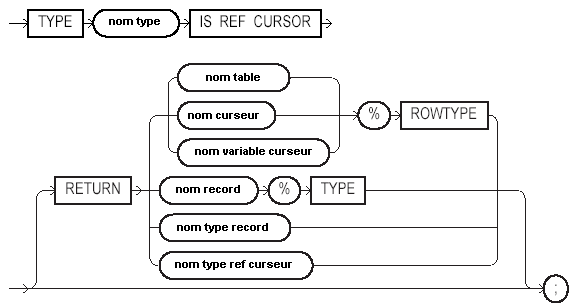 TYPE nom type IS REF CURSOR
nom table
nom curseur % ROWTYPE
nom variable curseur
RETURN nom record % TYPE
nom type record
nom type ref curseur
;